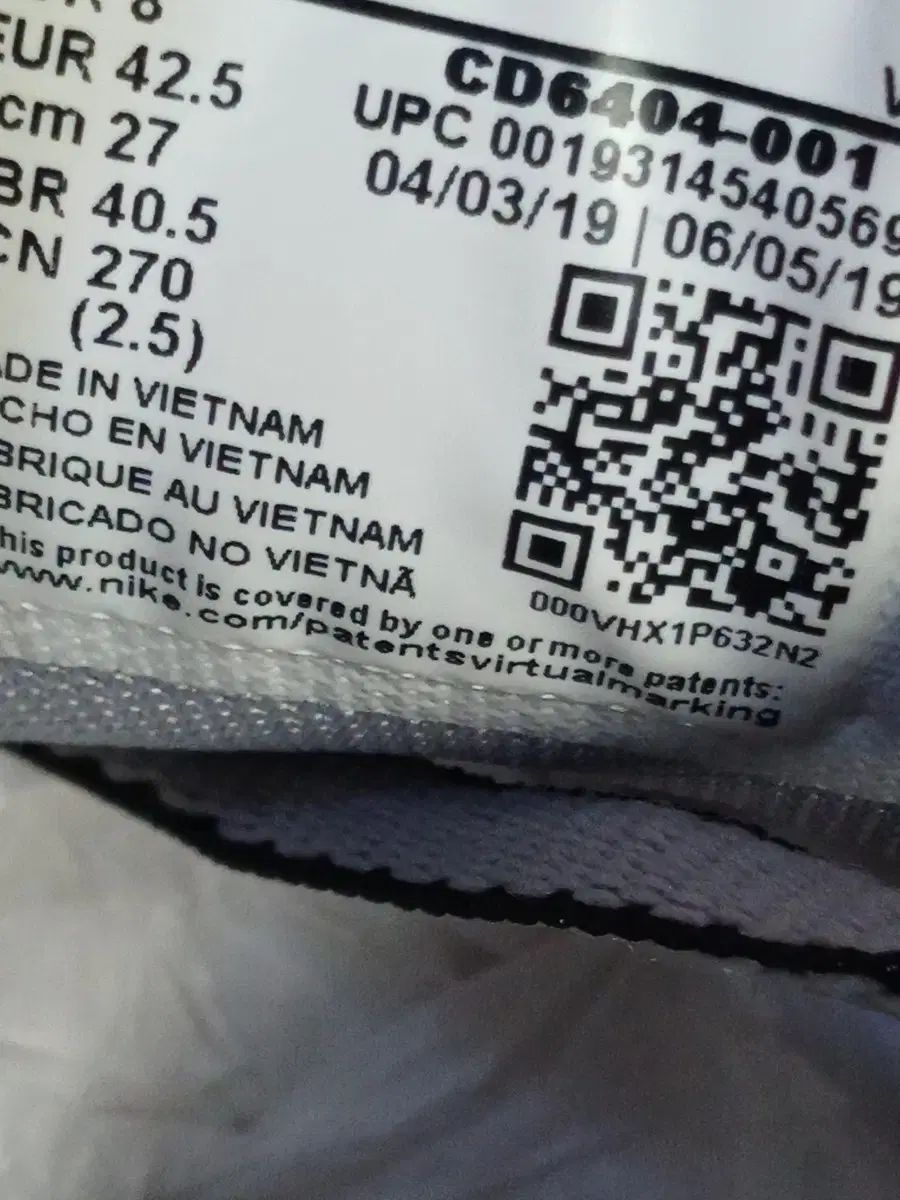 8
EUR 42.5
cm 27
BR 40.5
CN 270
(2.5)
CD6404-001
UPC 0019314540569
04/03/19 | 06/05/19
000VHX1P632N2
ADE IN VIETNAM
CHO EN VIETNAM
BRIQUE AU VIETNAM
BRICADO NO VIETNÃ
his product is covered by one or more patents:
www.nike.com/patentsvirtualmarking